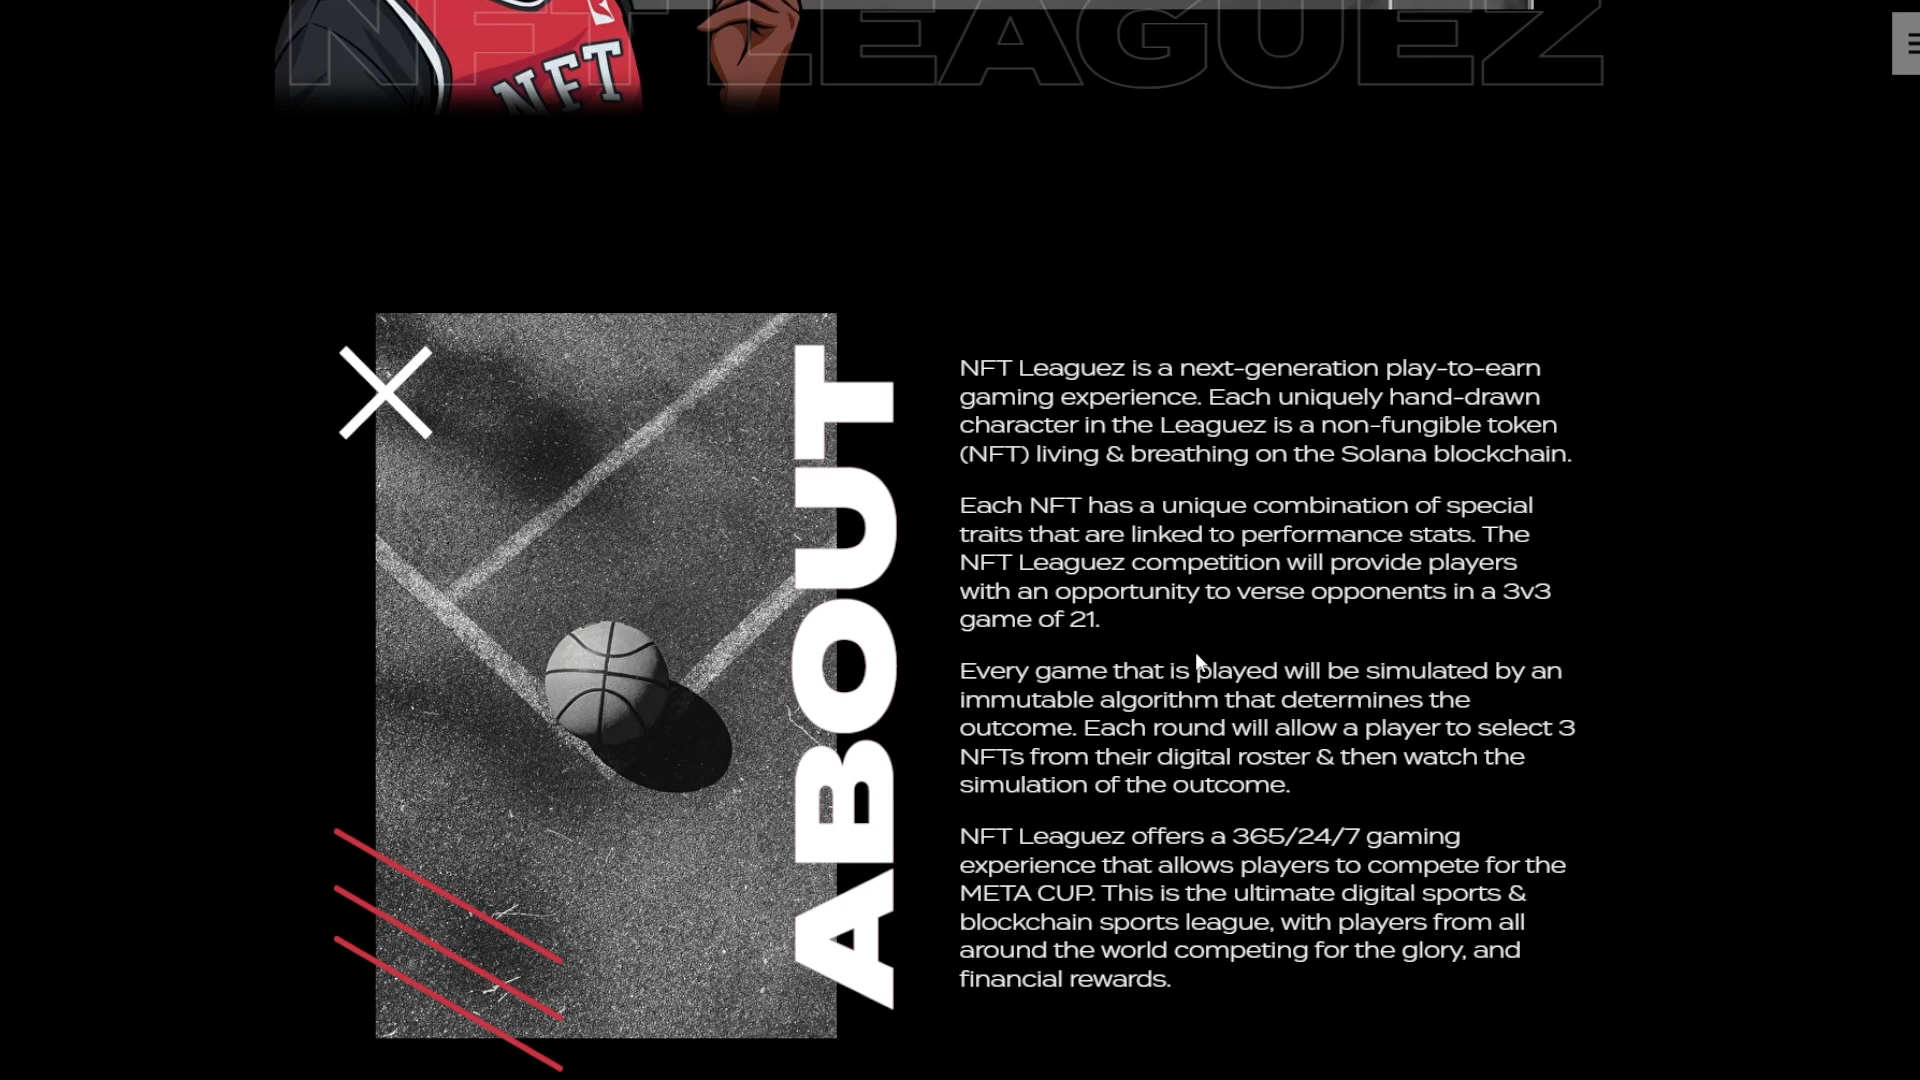 NFT LEAGUEZ
NFT
ABOUT
NFT Leaguez is a next-generation play-to-earn
gaming experience. Each uniquely hand-drawn
character in the Leaguez is a non-fungible token
(NFT) living & breathing on the Solana blockchain.
Each NFT has a unique combination of special
traits that are linked to performance stats. The
NFT Leaguez competition will provide players
with an opportunity to verse opponents in a 3v3
game of 21.
Every game that is played will be simulated by an
immutable algorithm that determines the
outcome. Each round will allow a player to select 3
NFTs from their digital roster & then watch the
simulation of the outcome.
NFT Leaguez offers a 365/24/7 gaming
experience that allows players to compete for the
META CUP. This is the ultimate digital sports &
blockchain sports league, with players from all
around the world competing for the glory, and
financial rewards.